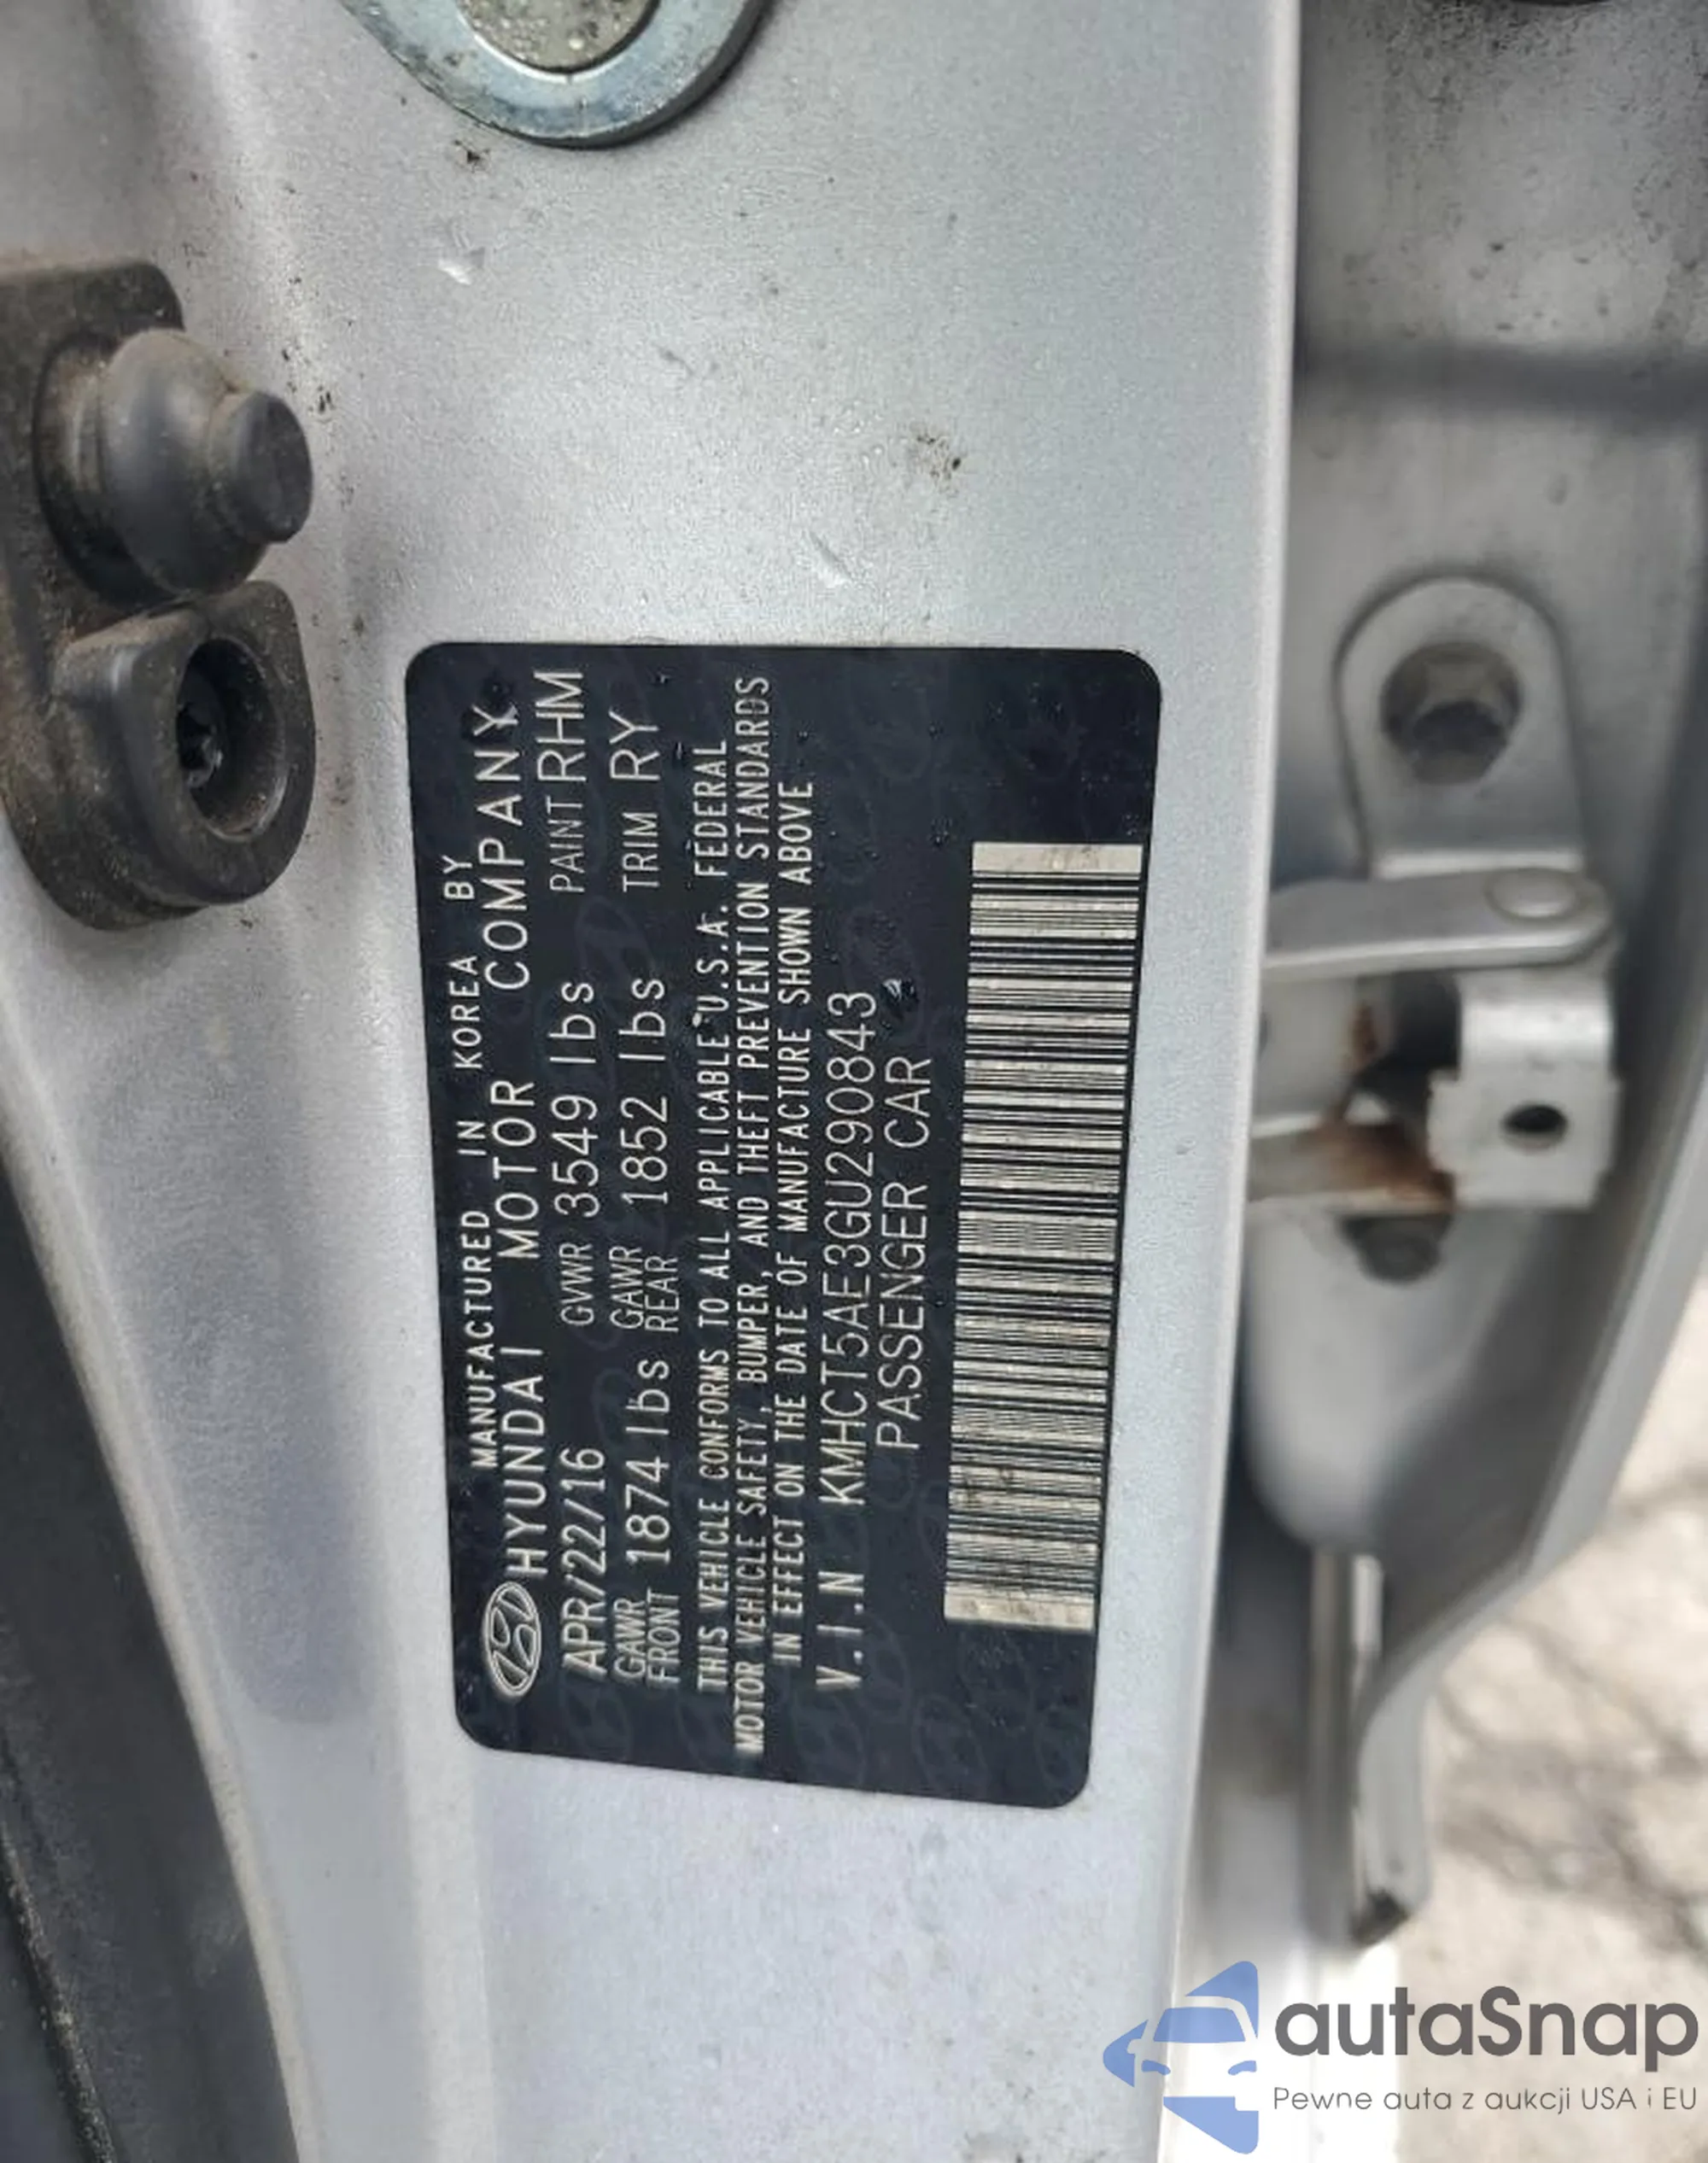 MANUFACTURED IN KOREA BY
HYUNDAI MOTOR COMPANY
APR/22/16 GVWR 3549 lbs PAINT RHM
GAWR FRONT 1874 lbs GAWR REAR 1852 lbs TRIM RY
THIS VEHICLE CONFORMS TO ALL APPLICABLE U.S.A. FEDERAL
MOTOR VEHICLE SAFETY, BUMPER, AND THEFT PREVENTION STANDARDS
IN EFFECT ON THE DATE OF MANUFACTURE SHOWN ABOVE
V.I.N KMHCT5AE3GU290843
PASSENGER CAR
autaSnap
Pewne auta z aukcji USA i EU